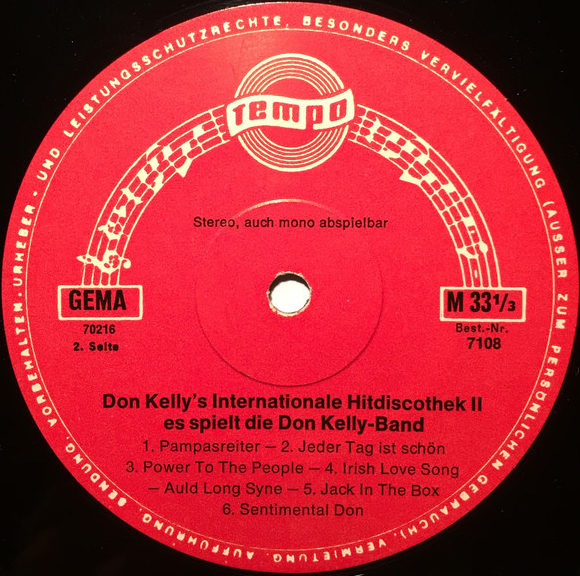 URHEBER- UND LEISTUNGSSCHUTZRECHTE, BESONDERS VERVIELFÄLTIGUNG (AUSSER ZUM PERSÖNLICHEN GEBRAUCH), VERMIETUNG, AUFFÜHRUNG, SENDUNG, VORBEHALTEN.
Tempo
Stereo, auch mono abspielbar
GEMA
M 33 1/3
70216
Best.-Nr.
2. Seite
7108
Don Kelly's Internationale Hitdiscothek II
es spielt die Don Kelly-Band
1. Pampasreiter – 2. Jeder Tag ist schön
3. Power To The People – 4. Irish Love Song
– Auld Long Syne – 5. Jack In The Box
6. Sentimental Don